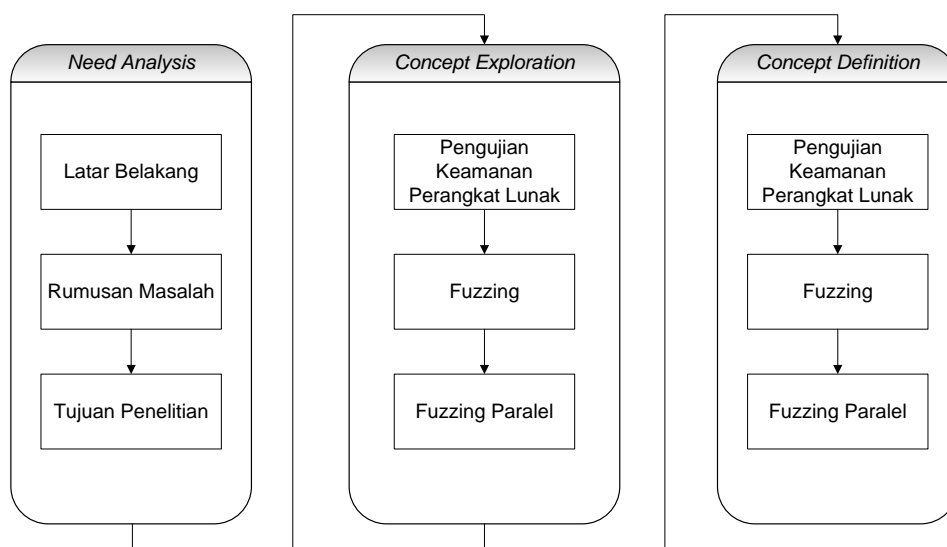 Need Analysis
Latar Belakang
Rumusan Masalah
Tujuan Penelitian
Concept Exploration
Pengujian
Keamanan
Perangkat Lunak
Fuzzing
Fuzzing Paralel
Concept Definition
Pengujian
Keamanan
Perangkat Lunak
Fuzzing
Fuzzing Paralel